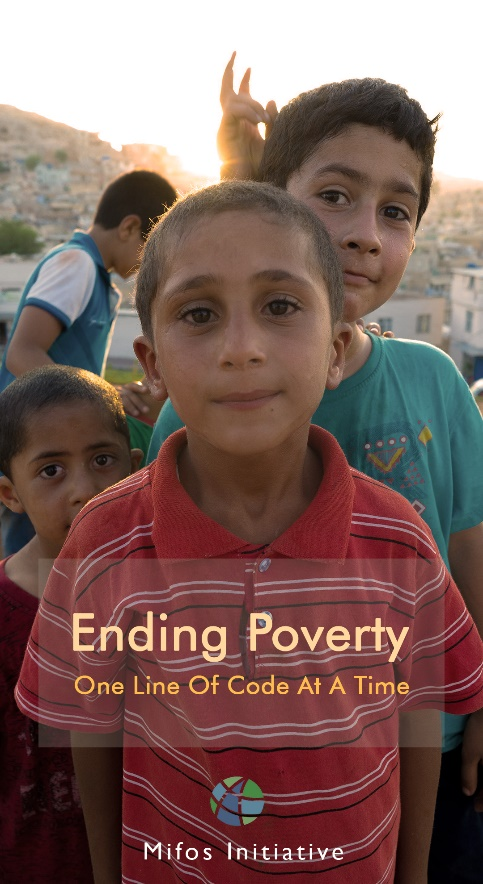 Ending Poverty
One Line Of Code At A Time
Mifos Initiative